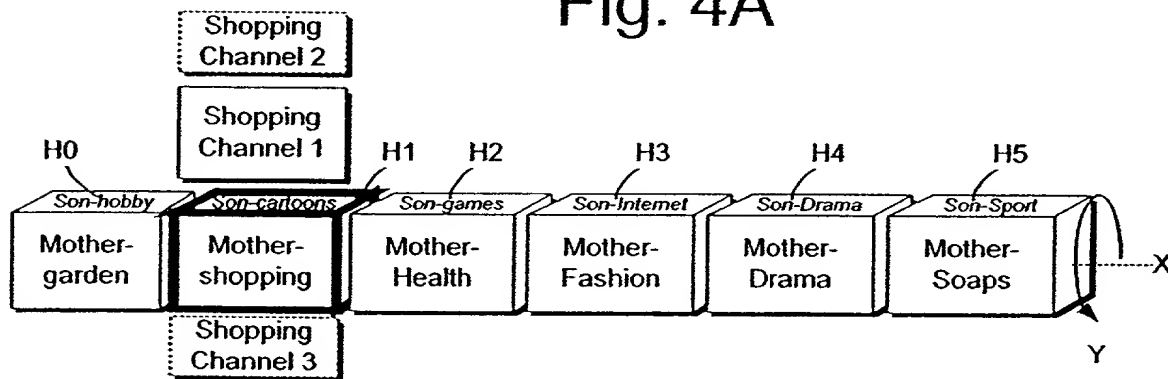 Fig. 4A
Shopping
Channel 2
Shopping
Channel 1
H0
H1
H2
H3
H4
H5
Son-hobby
Son-cartoons
Son-games
Son-Internet
Son-Drama
Son-Sport
Mother-
garden
Mother-
shopping
Mother-
Health
Mother-
Fashion
Mother-
Drama
Mother-
Soaps
X
Shopping
Channel 3
Y